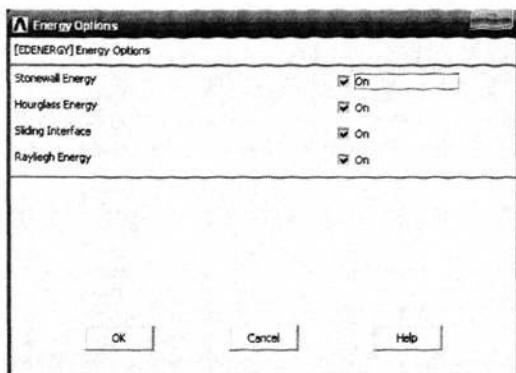 Energy Options
[EDENERGY] Energy Options
Stonewall Energy On
Hourglass Energy On
Sliding Interface On
Rayliegh Energy On
OK Cancel Help